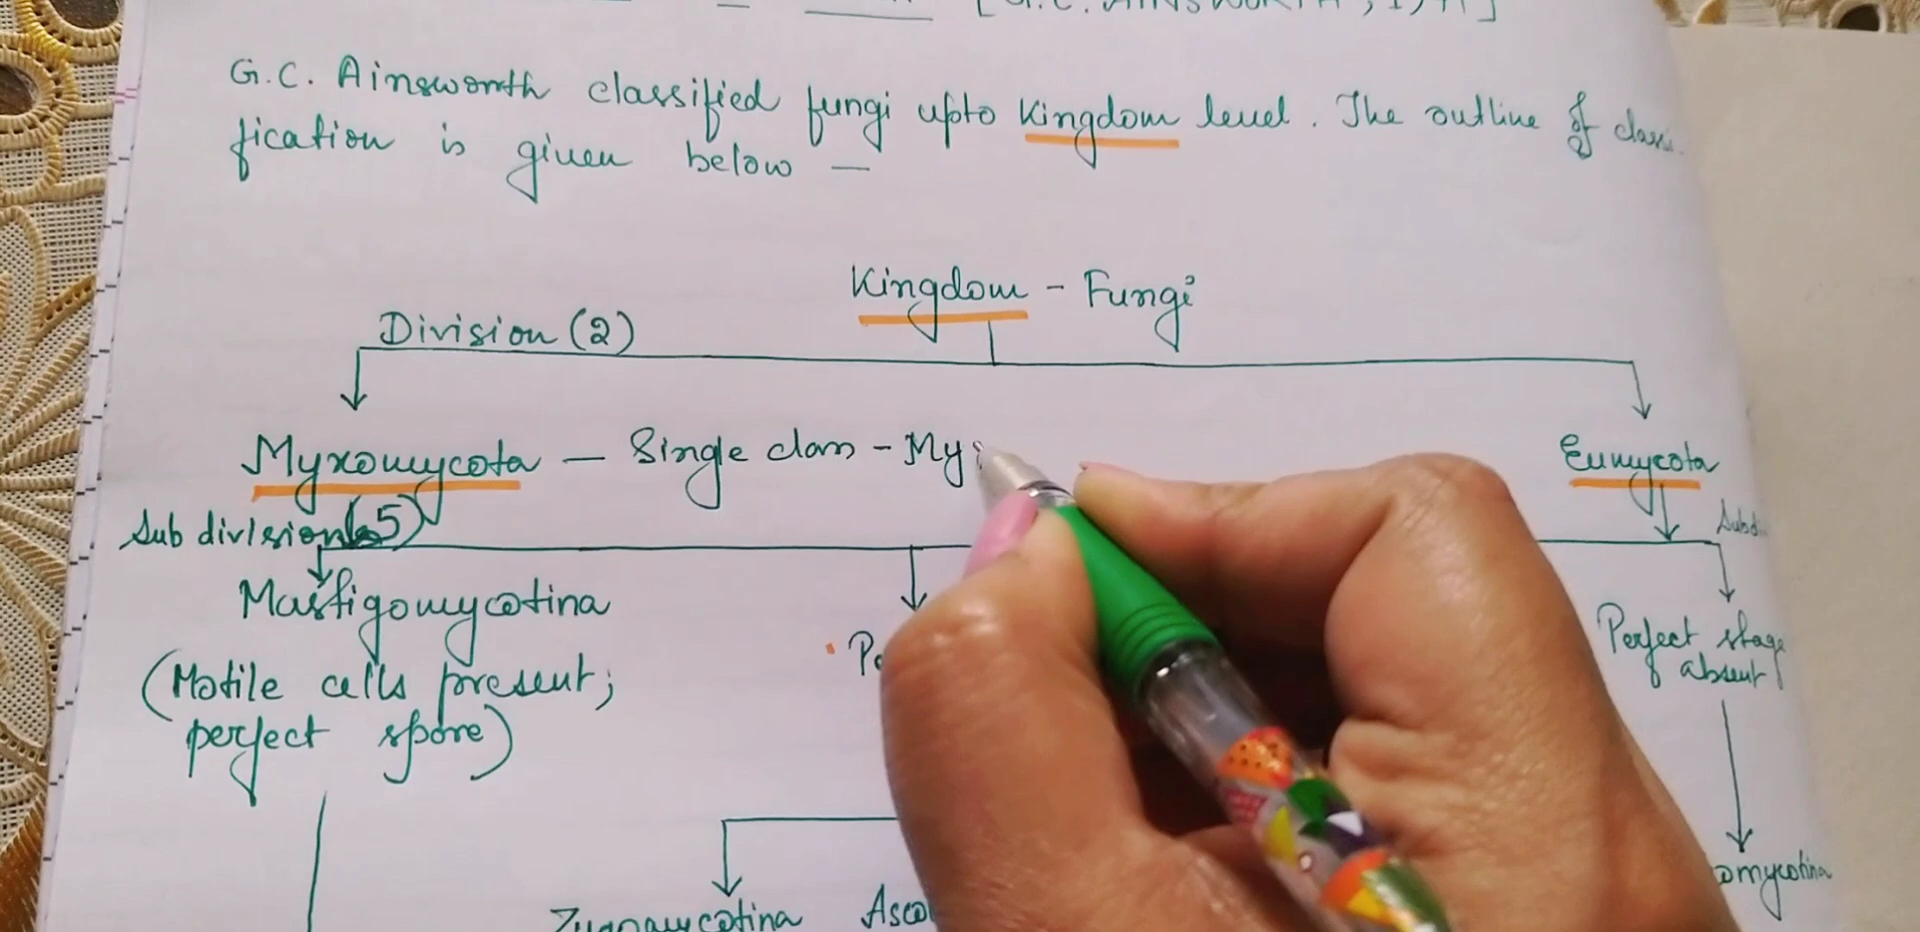 G.C. Ainsworth classified fungi upto Kingdom level. The outline of classi-
fication is given below —
Kingdom - Fungi
Division (2)
Myxomycota — Single class - My
Eumycota
Sub division (5)
Mastigomycotina
(Motile cells present;
perfect spore)
Perfect stage
absent
Zygomycotina